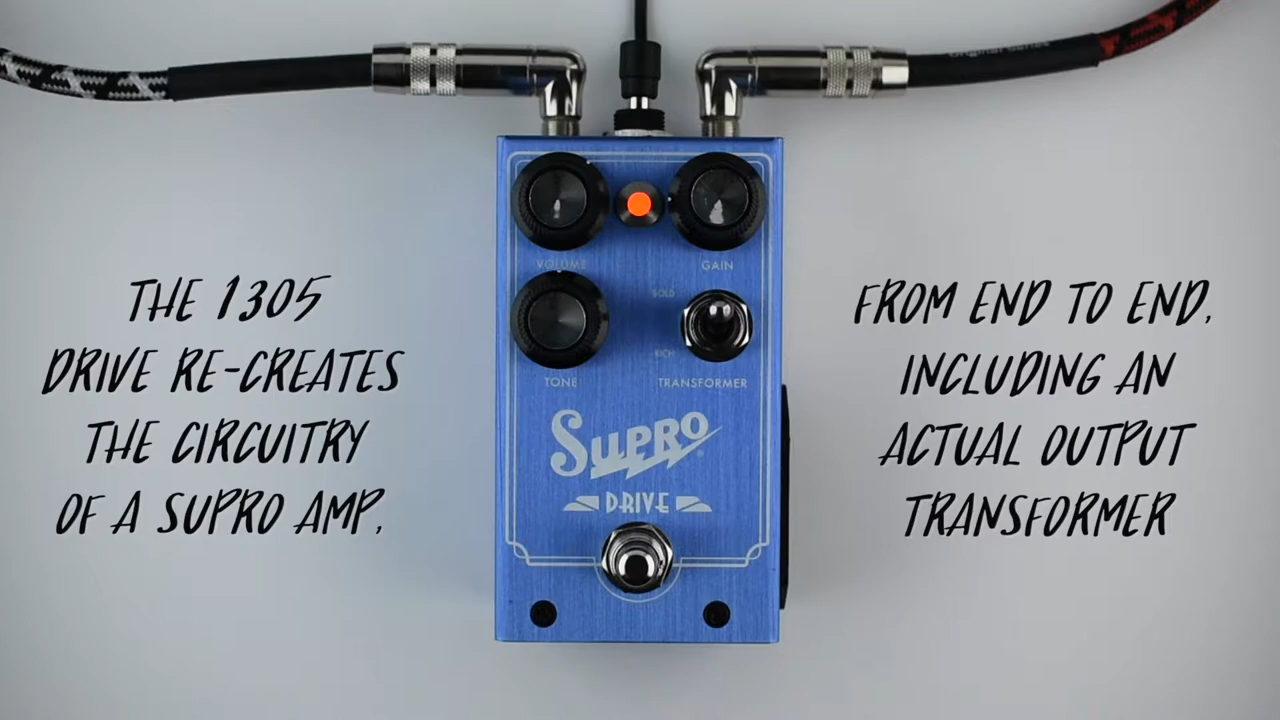 THE 1305
DRIVE RE-CREATES
THE CIRCUITRY
OF A SUPRO AMP,
FROM END TO END,
INCLUDING AN
ACTUAL OUTPUT
TRANSFORMER
VOLUME
GAIN
BOLD
RICH
TONE
TRANSFORMER
SUPRO
DRIVE